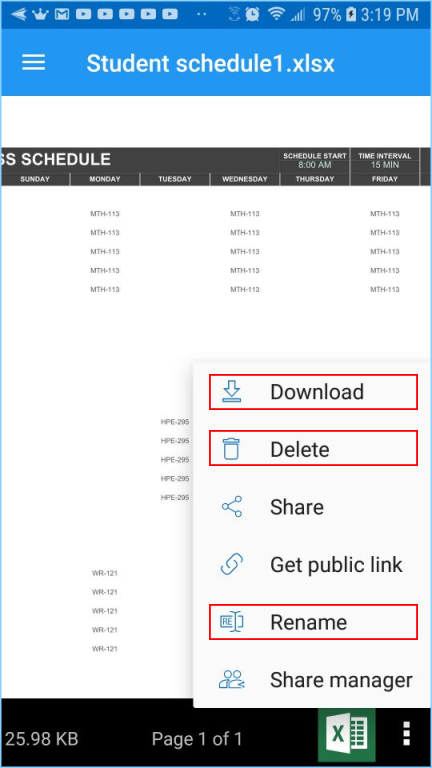 97% 3:19 PM
Student schedule1.xlsx
SS SCHEDULE
SCHEDULE START TIME INTERVAL
8:00 AM 15 MIN
SUNDAY MONDAY TUESDAY WEDNESDAY THURSDAY FRIDAY
MTH-113 MTH-113 MTH-113
MTH-113 MTH-113 MTH-113
MTH-113 MTH-113 MTH-113
MTH-113 MTH-113 MTH-113
MTH-113 MTH-113 MTH-113
Download
HPE-295
HPE-295
Delete
HPE-295
HPE-295
HPE-295
Share
Get public link
WR-121
WR-121
WR-121
RE Rename
WR-121
WR-121
Share manager
25.98 KB Page 1 of 1 X